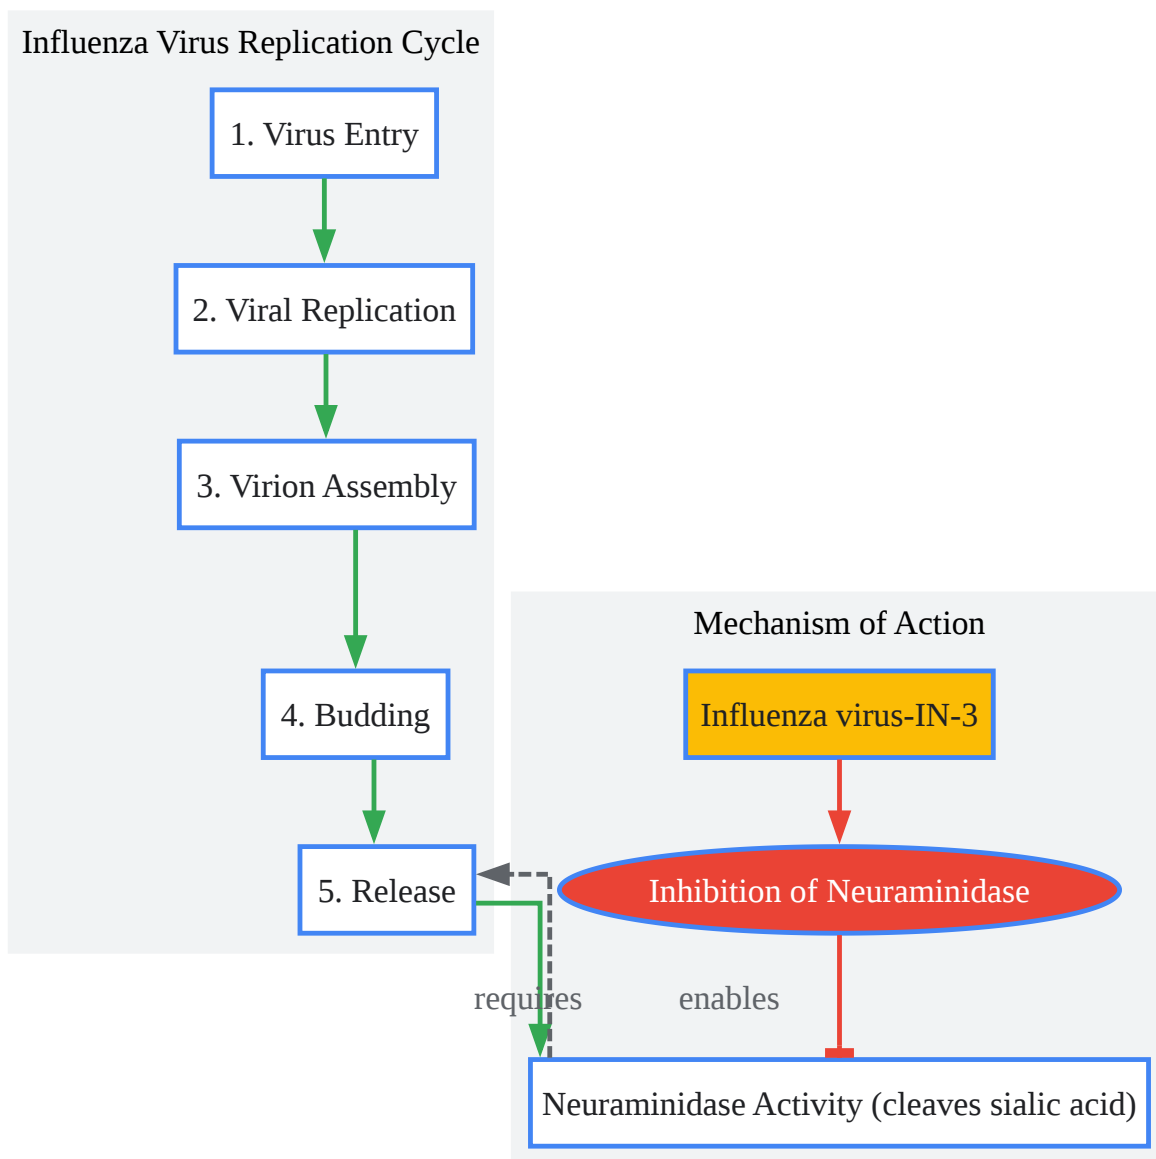 Influenza Virus Replication Cycle
1. Virus Entry
2. Viral Replication
3. Virion Assembly
4. Budding
5. Release
Mechanism of Action
Influenza virus-IN-3
Inhibition of Neuraminidase
requires
enables
Neuraminidase Activity (cleaves sialic acid)